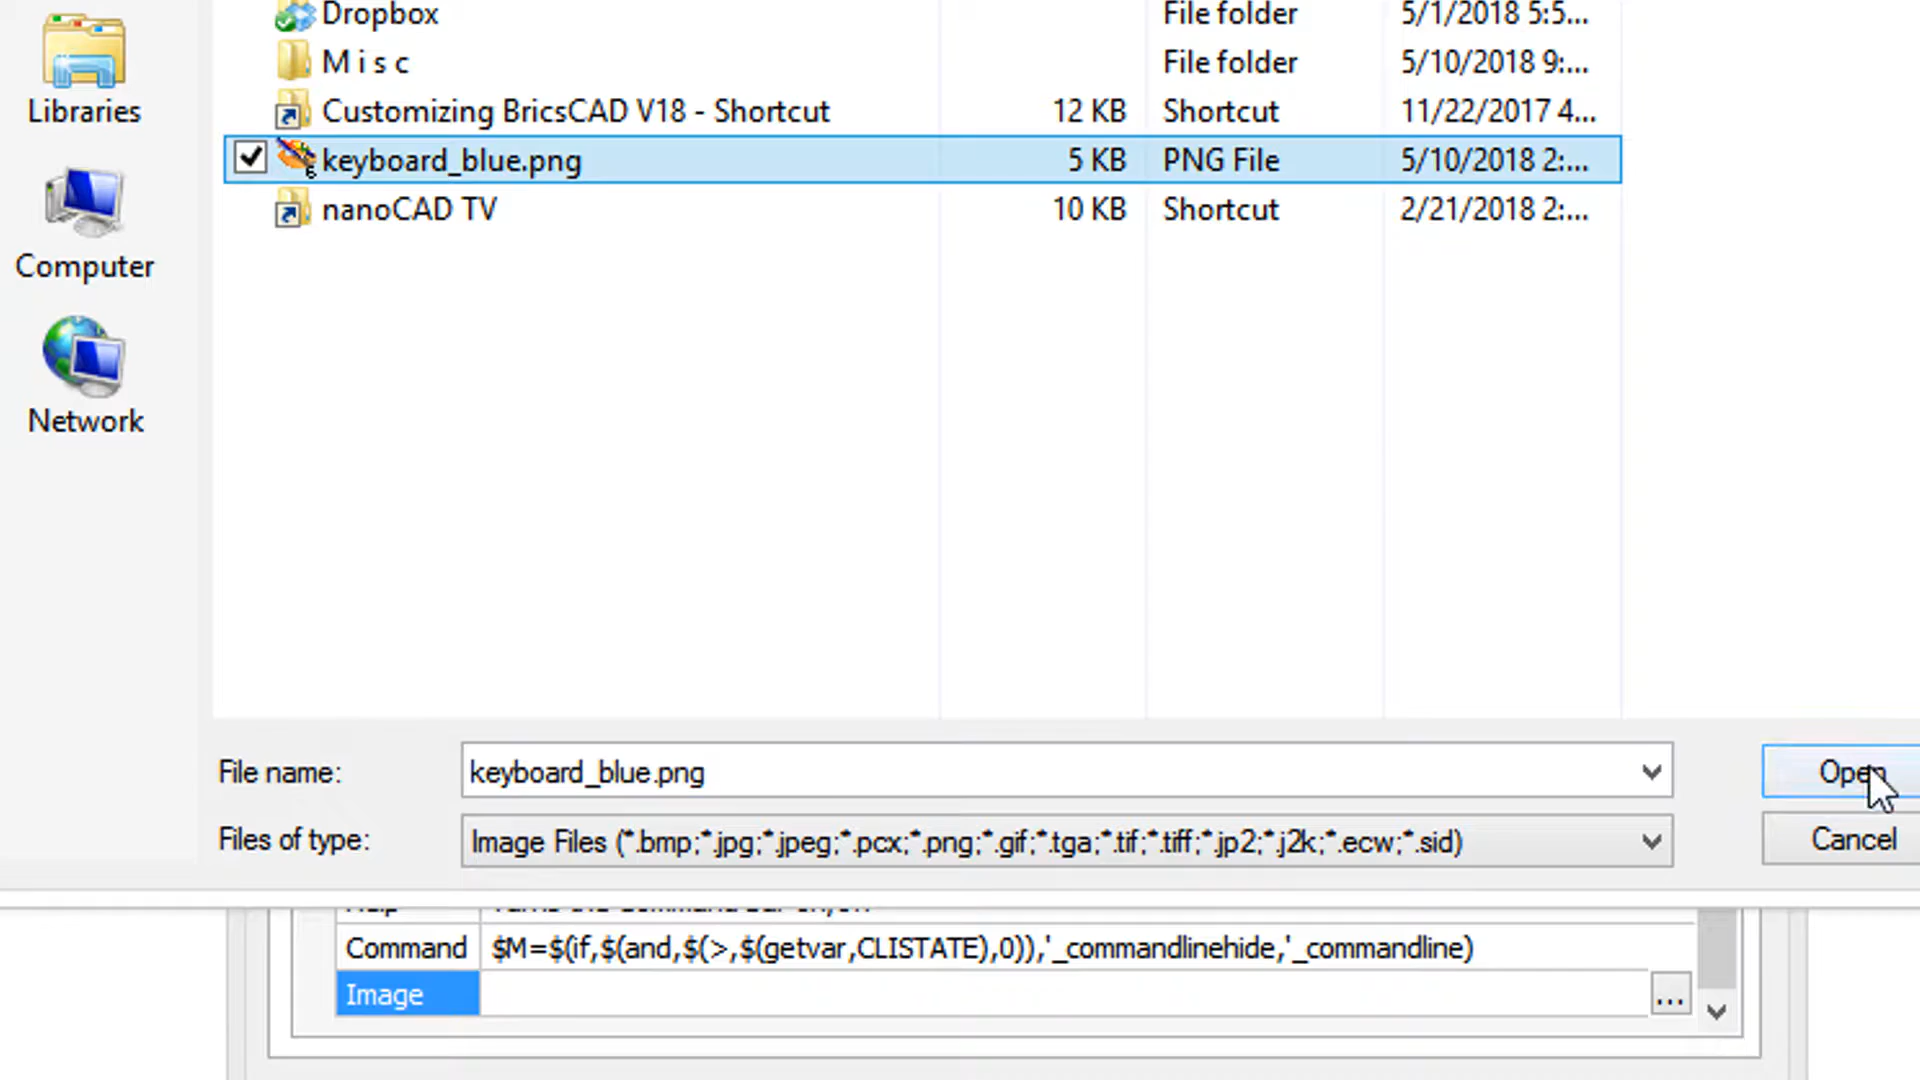 Dropbox File folder 5/1/2018 5:5...
M i s c File folder 5/10/2018 9:...
Customizing BricsCAD V18 - Shortcut 12 KB Shortcut 11/22/2017 4...
keyboard_blue.png 5 KB PNG File 5/10/2018 2:...
nanoCAD TV 10 KB Shortcut 2/21/2018 2:...
Libraries
Computer
Network
File name: keyboard_blue.png Open
Files of type: Image Files (*.bmp;*.jpg;*.jpeg;*.pcx;*.png;*.gif;*.tga;*.tif;*.tiff;*.jp2;*.j2k;*.ecw;*.sid) Cancel
Command $M=$(if,$(and,$(>,$(getvar,CLISTATE),0)),'_commandlinehide,'_commandline)
Image ...